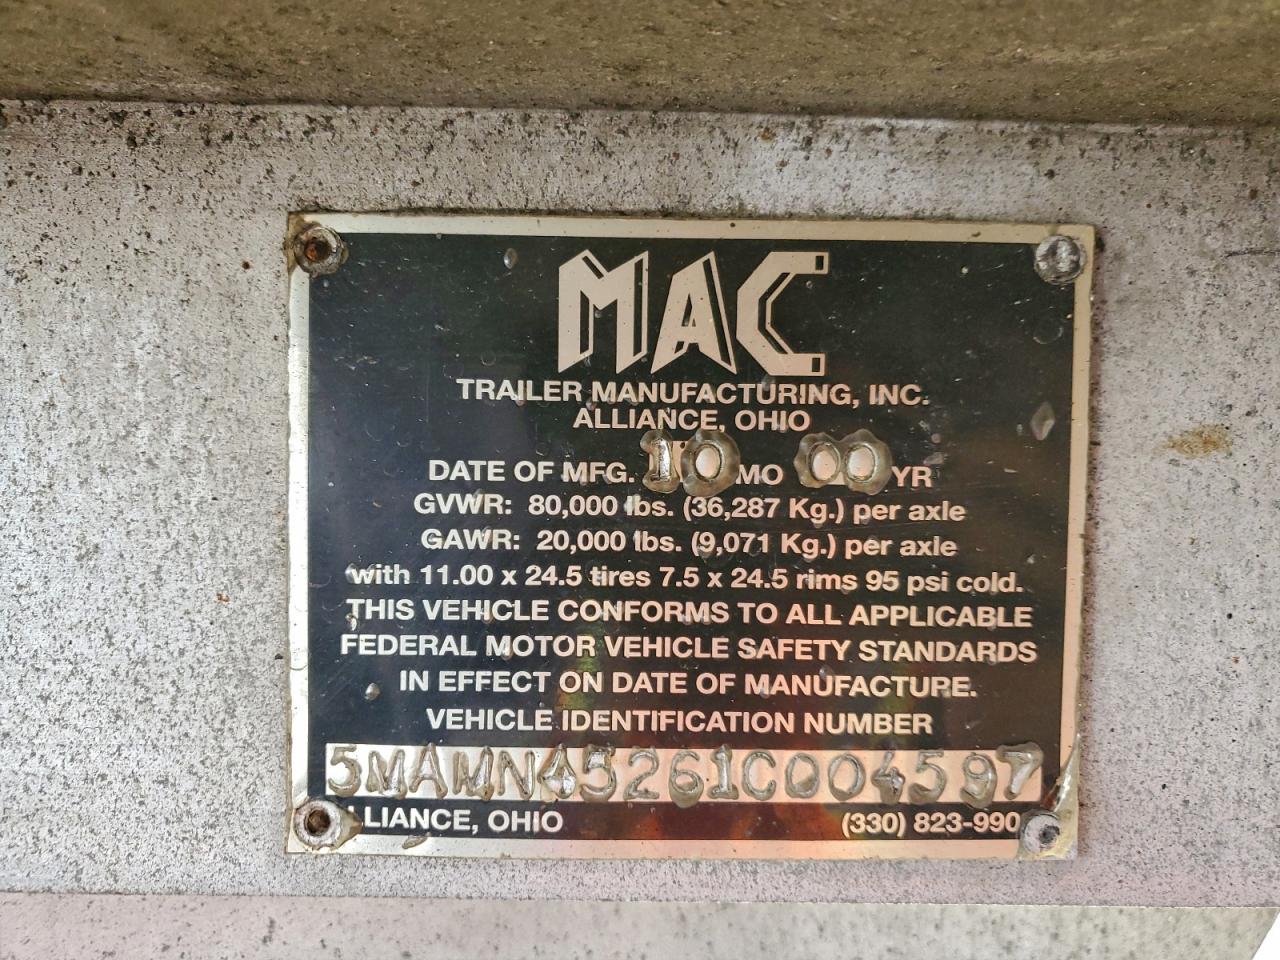 MAC
TRAILER MANUFACTURING, INC.
ALLIANCE, OHIO
DATE OF MFG. 10 MO 00 YR
GVWR: 80,000 lbs. (36,287 Kg.) per axle
GAWR: 20,000 lbs. (9,071 Kg.) per axle
with 11.00 x 24.5 tires 7.5 x 24.5 rims 95 psi cold.
THIS VEHICLE CONFORMS TO ALL APPLICABLE
FEDERAL MOTOR VEHICLE SAFETY STANDARDS
IN EFFECT ON DATE OF MANUFACTURE.
VEHICLE IDENTIFICATION NUMBER
5MAMN45261C004597
LLIANCE, OHIO (330) 823-990